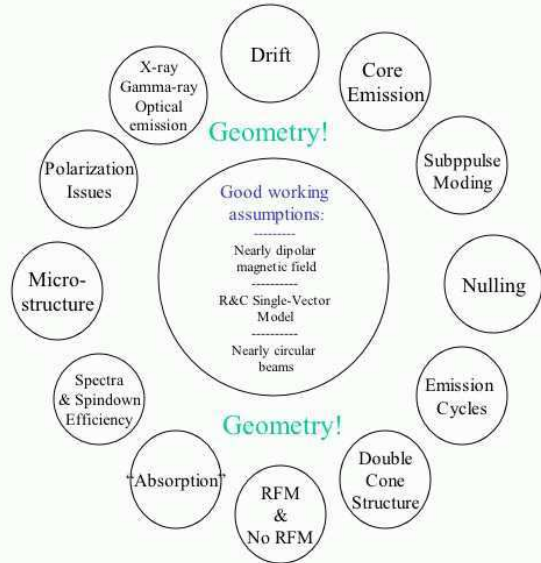 Drift
Core
Emission
Subppulse
Moding
Nulling
Emission
Cycles
Double
Cone
Structure
RFM
&
No RFM
"Absorption"
Spectra
& Spindown
Efficiency
Micro-
structure
Polarization
Issues
X-ray
Gamma-ray
Optical
emission
Geometry!
Good working
assumptions:
---------
Nearly dipolar
magnetic field
----------
R&C Single-Vector
Model
----------
Nearly circular
beams
Geometry!